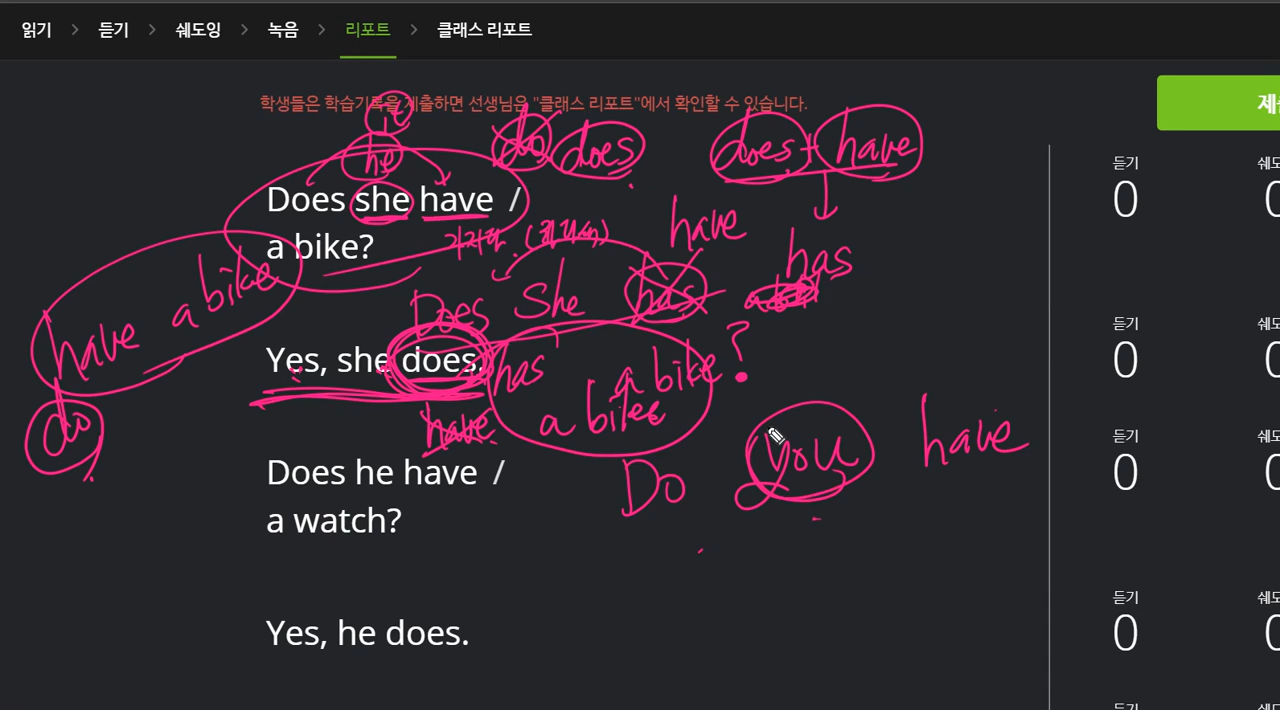 읽기 > 듣기 > 쉐도잉 > 녹음 > 리포트 > 클래스 리포트
학생들은 학습기록을 제출하면 선생님은 "클래스 리포트"에서 확인할 수 있습니다.
it
he
do does does + have
듣기
0
Does she have /
a bike?
have
has
have a bike
Does She has
듣기
0
Yes, she does.
has a bike?
a bike
have
do
Do you have
듣기
0
Does he have /
a watch?
듣기
0
Yes, he does.